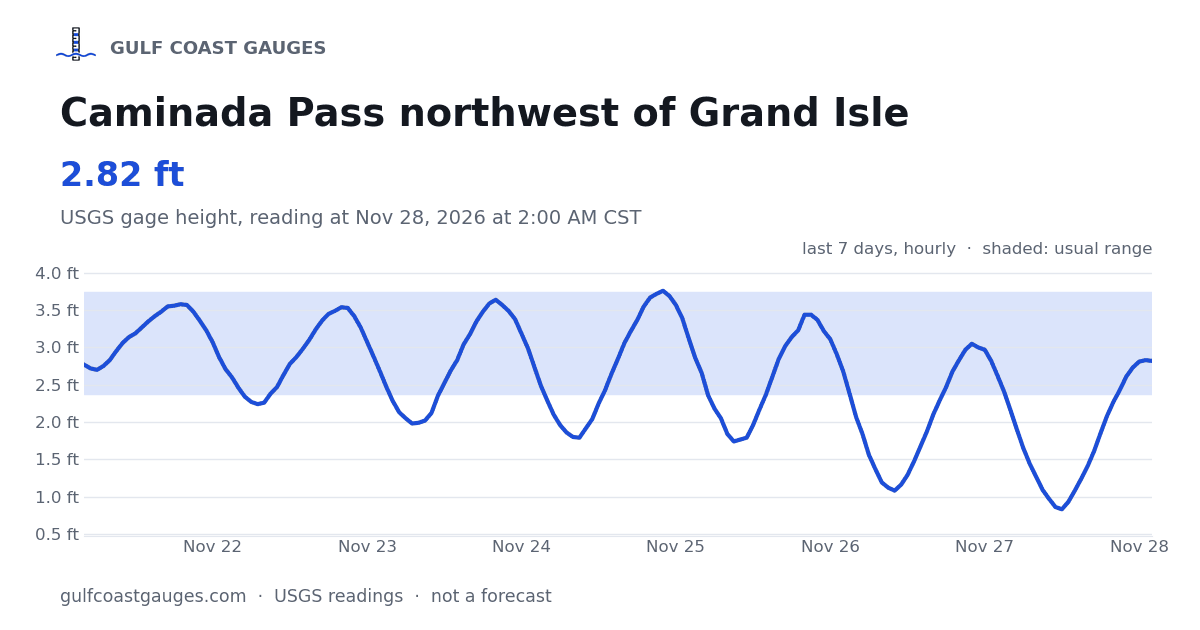 GULF COAST GAUGES
Caminada Pass northwest of Grand Isle
2.82 ft
USGS gage height, reading at Nov 28, 2026 at 2:00 AM CST
last 7 days, hourly · shaded: usual range
4.0 ft
3.5 ft
3.0 ft
2.5 ft
2.0 ft
1.5 ft
1.0 ft
0.5 ft
Nov 22 Nov 23 Nov 24 Nov 25 Nov 26 Nov 27 Nov 28
gulfcoastgauges.com · USGS readings · not a forecast